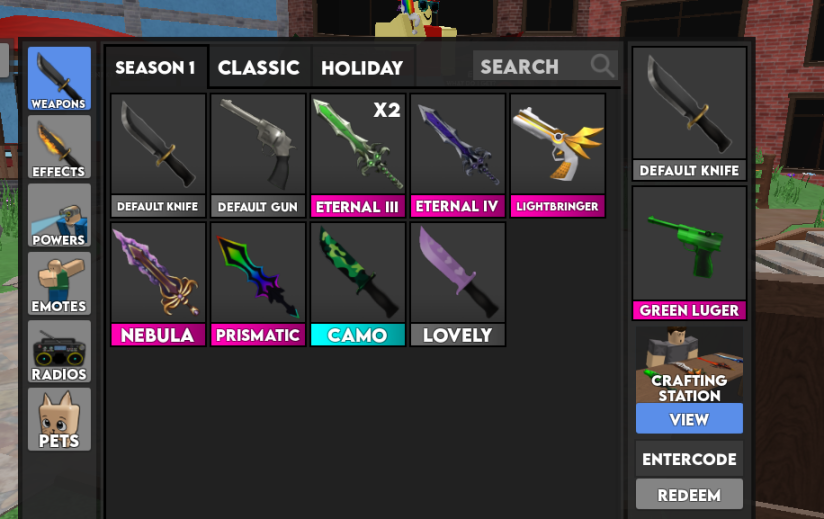 SEASON 1
CLASSIC
HOLIDAY
SEARCH
WEAPONS
EFFECTS
POWERS
EMOTES
RADIOS
PETS
X2
DEFAULT KNIFE
DEFAULT GUN
ETERNAL III
ETERNAL IV
LIGHTBRINGER
NEBULA
PRISMATIC
CAMO
LOVELY
DEFAULT KNIFE
GREEN LUGER
CRAFTING
STATION
VIEW
ENTERCODE
REDEEM